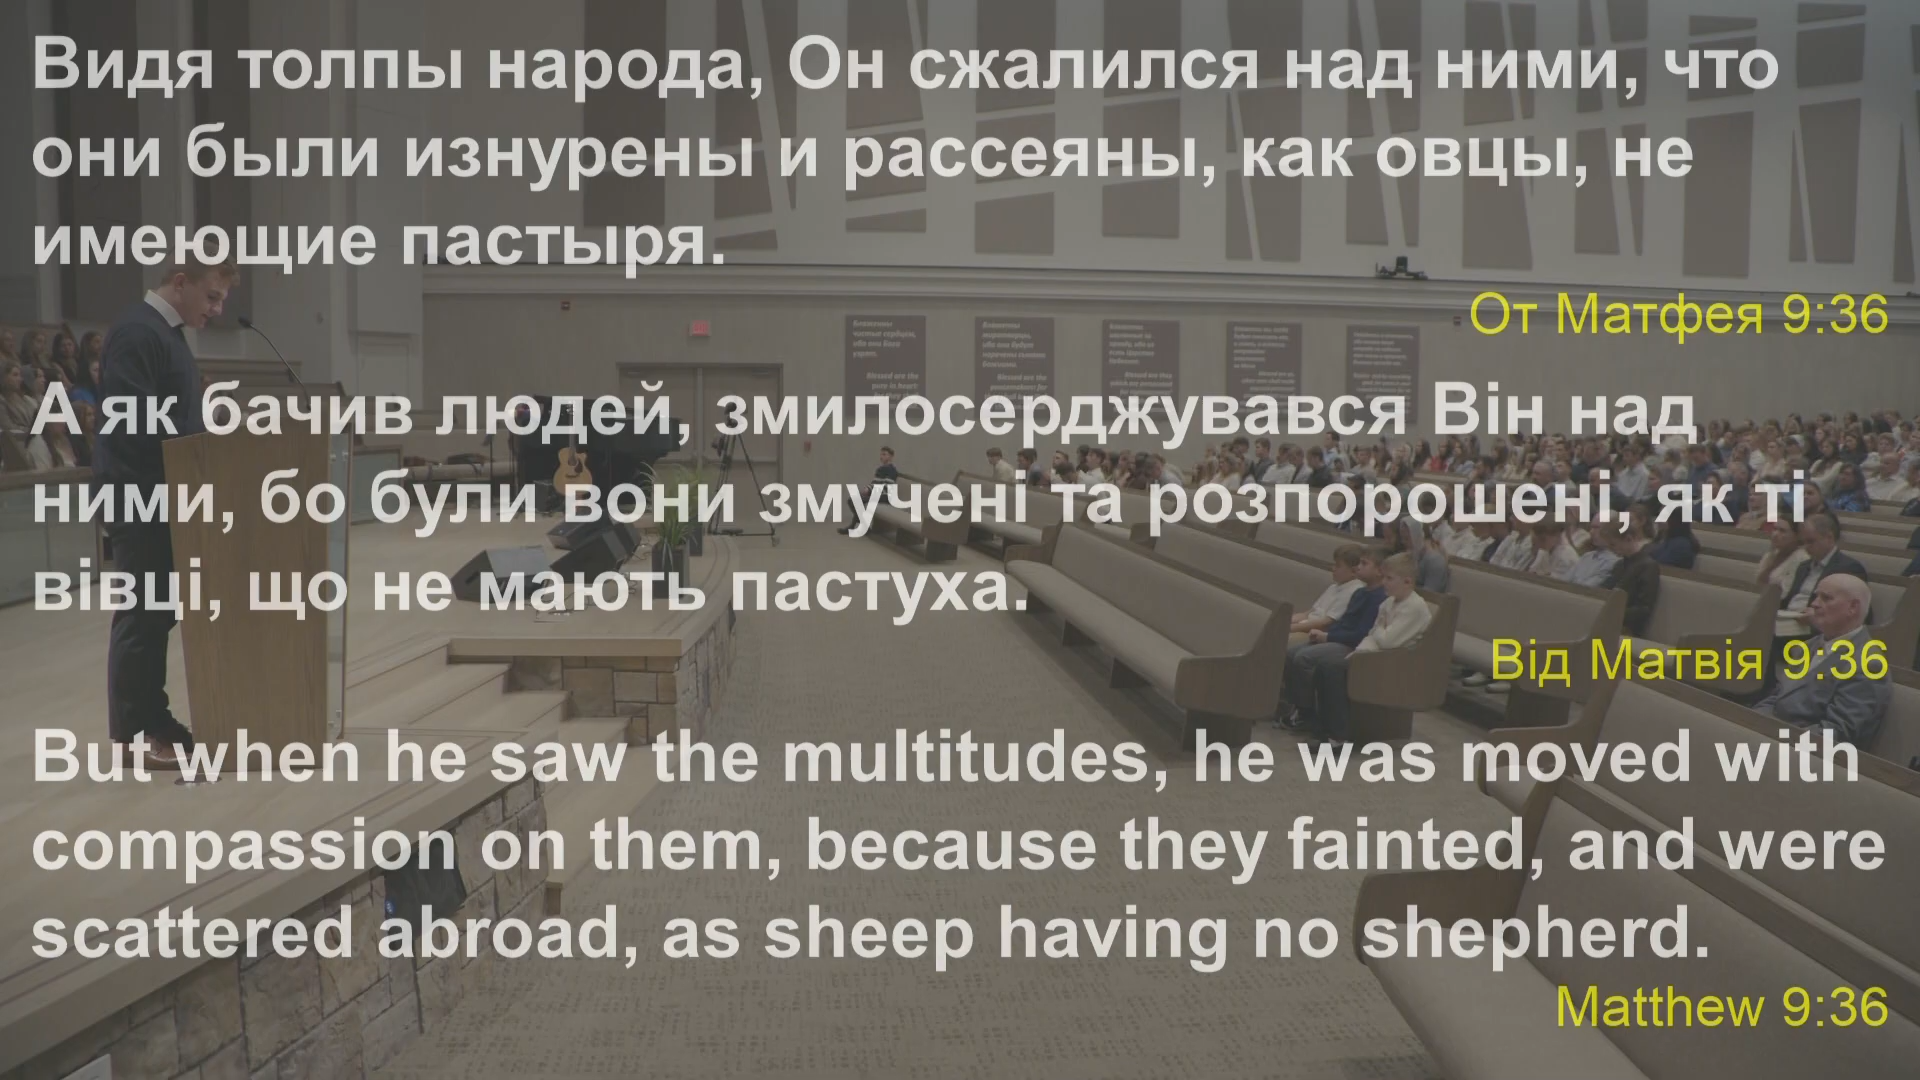 Видя толпы народа, Он сжалился над ними, что
они были изнурены и рассеяны, как овцы, не
имеющие пастыря.
От Матфея 9:36
А як бачив людей, змилосерджувався Він над
ними, бо були вони змучені та розпорошені, як ті
вівці, що не мають пастуха.
Від Матвія 9:36
But when he saw the multitudes, he was moved with
compassion on them, because they fainted, and were
scattered abroad, as sheep having no shepherd.
Matthew 9:36